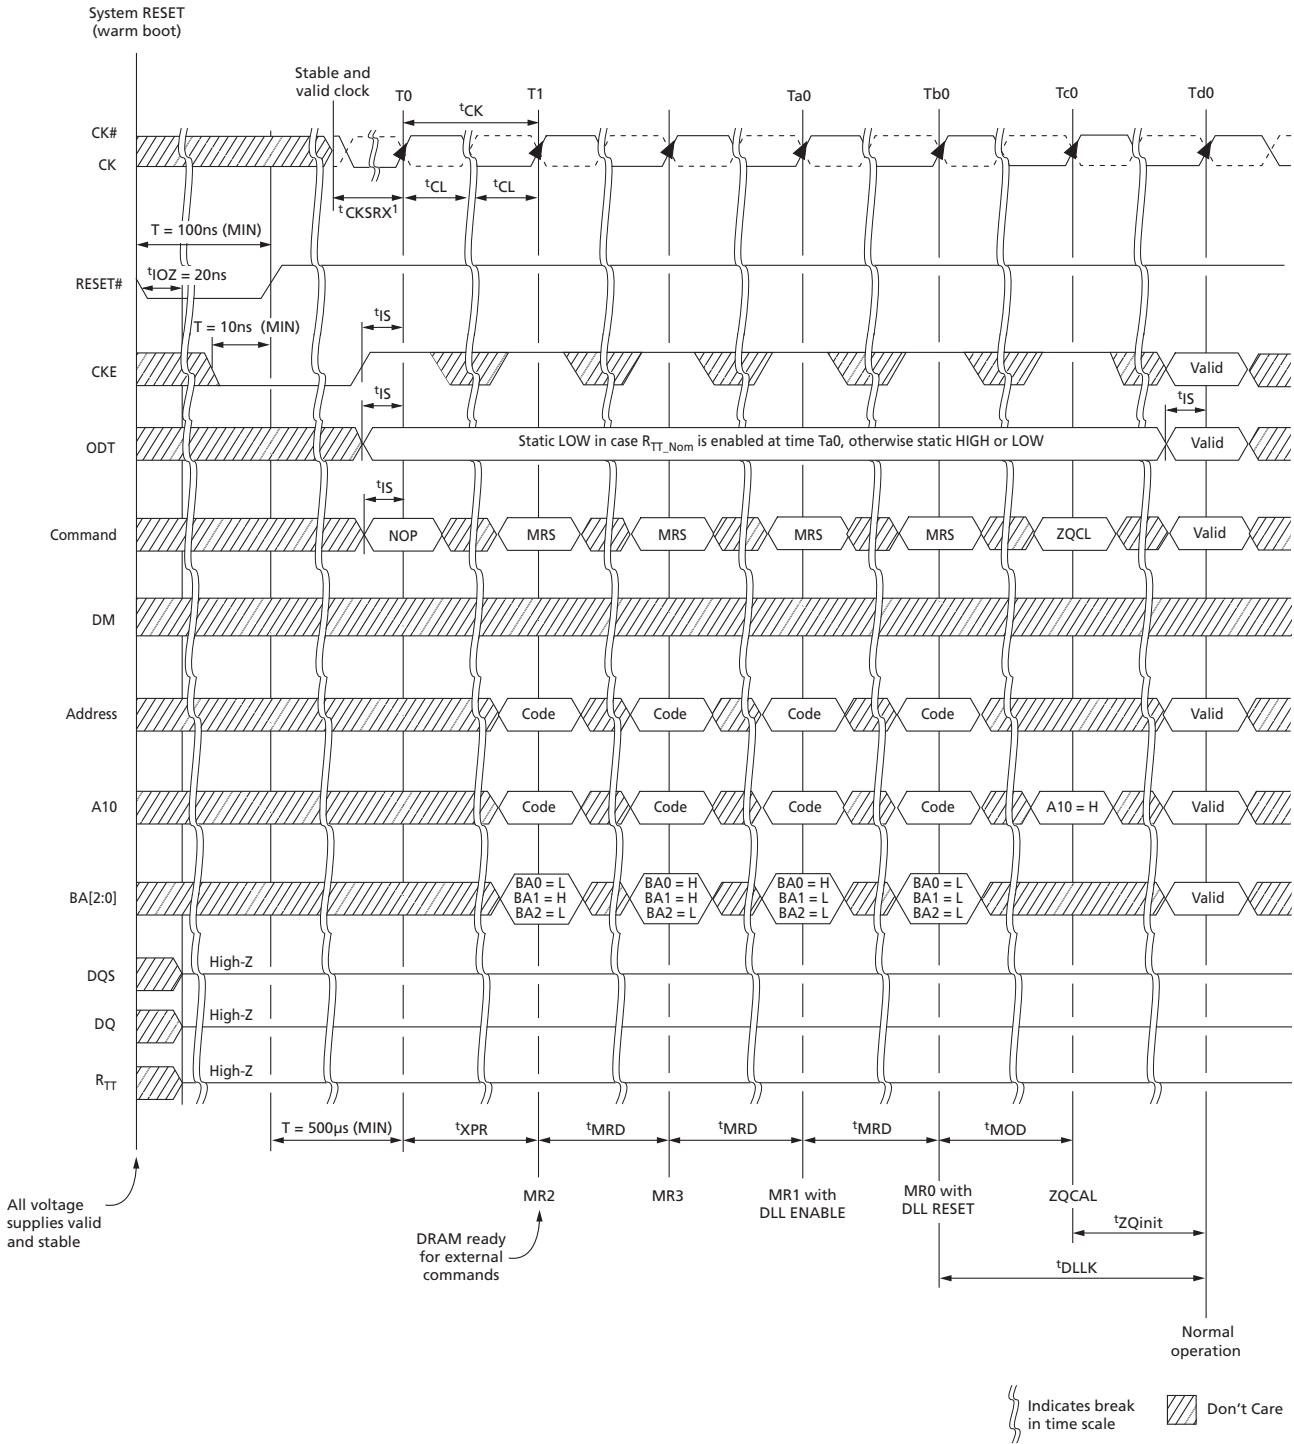 System RESET
(warm boot)
Stable and
valid clock
T0
T1
Ta0
Tb0
Tc0
Td0
tCK
CK#
CK
tCKSRX1
tCL
tCL
T = 100ns (MIN)
tIOZ = 20ns
RESET#
T = 10ns (MIN)
tIS
CKE
Valid
tIS
tIS
ODT
Static LOW in case RTT_Nom is enabled at time Ta0, otherwise static HIGH or LOW
Valid
tIS
Command
NOP
MRS
MRS
MRS
MRS
ZQCL
Valid
DM
Address
Code
Code
Code
Code
Valid
A10
Code
Code
Code
Code
A10 = H
Valid
BA[2:0]
BA0 = L
BA1 = H
BA2 = L
BA0 = H
BA1 = H
BA2 = L
BA0 = H
BA1 = L
BA2 = L
BA0 = L
BA1 = L
BA2 = L
Valid
DQS
High-Z
DQ
High-Z
RTT
High-Z
T = 500µs (MIN)
tXPR
tMRD
tMRD
tMRD
tMOD
All voltage
supplies valid
and stable
MR2
MR3
MR1 with
DLL ENABLE
MR0 with
DLL RESET
ZQCAL
DRAM ready
for external
commands
tZQinit
tDLLK
Normal
operation
Indicates break
in time scale
Don't Care